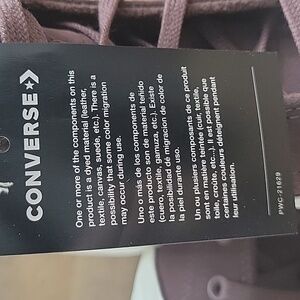 CONVERSE
One or more of the components on this
product is a dyed material (leather,
textile, canvas, suede, etc.). There is a
possibility that some color migration
may occur during use.
Uno o más de los componentes de
este producto son de material teñido
(cuero, textile, gamuza, etc.). Existe
la posibilidad de migración de color de
la piel durante uso.
Un ou plusiers composants de ce produit
sont en matière teintée (cuir, textile,
toile, croûte, etc...). Il est possible que
certaines couleurs déteignent pendant
leur utilisation.
PWC-21629